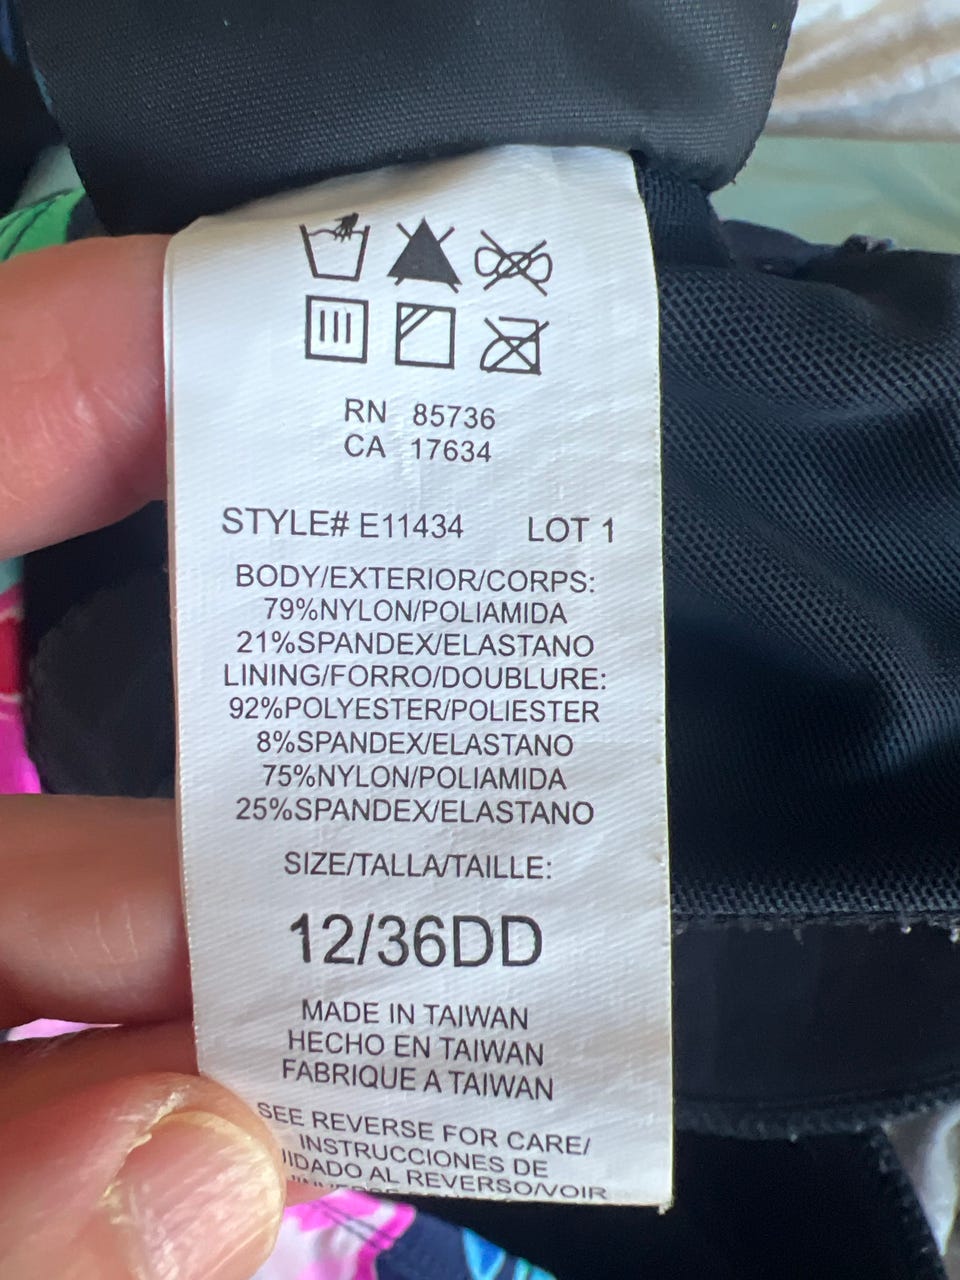 RN 85736
CA 17634
STYLE# E11434 LOT 1
BODY/EXTERIOR/CORPS:
79%NYLON/POLIAMIDA
21%SPANDEX/ELASTANO
LINING/FORRO/DOUBLURE:
92%POLYESTER/POLIESTER
8%SPANDEX/ELASTANO
75%NYLON/POLIAMIDA
25%SPANDEX/ELASTANO
SIZE/TALLA/TAILLE:
12/36DD
MADE IN TAIWAN
HECHO EN TAIWAN
FABRIQUE A TAIWAN
SEE REVERSE FOR CARE/
INSTRUCCIONES DE
IDADO AL REVERSO/VOIR